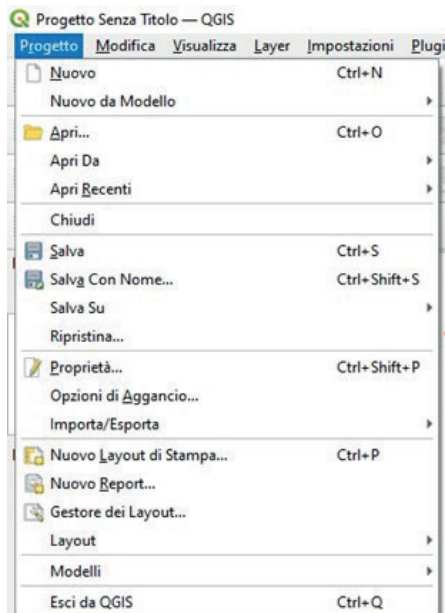 Progetto Senza Titolo — QGIS
Progetto Modifica Visualizza Layer Impostazioni Plugi
Nuovo Ctrl+N
Nuovo da Modello
Apri... Ctrl+O
Apri Da
Apri Recenti
Chiudi
Salva Ctrl+S
Salva Con Nome... Ctrl+Shift+S
Salva Su
Ripristina...
Proprietà... Ctrl+Shift+P
Opzioni di Aggancio...
Importa/Esporta
Nuovo Layout di Stampa... Ctrl+P
Nuovo Report...
Gestore dei Layout...
Layout
Modelli
Esci da QGIS Ctrl+Q